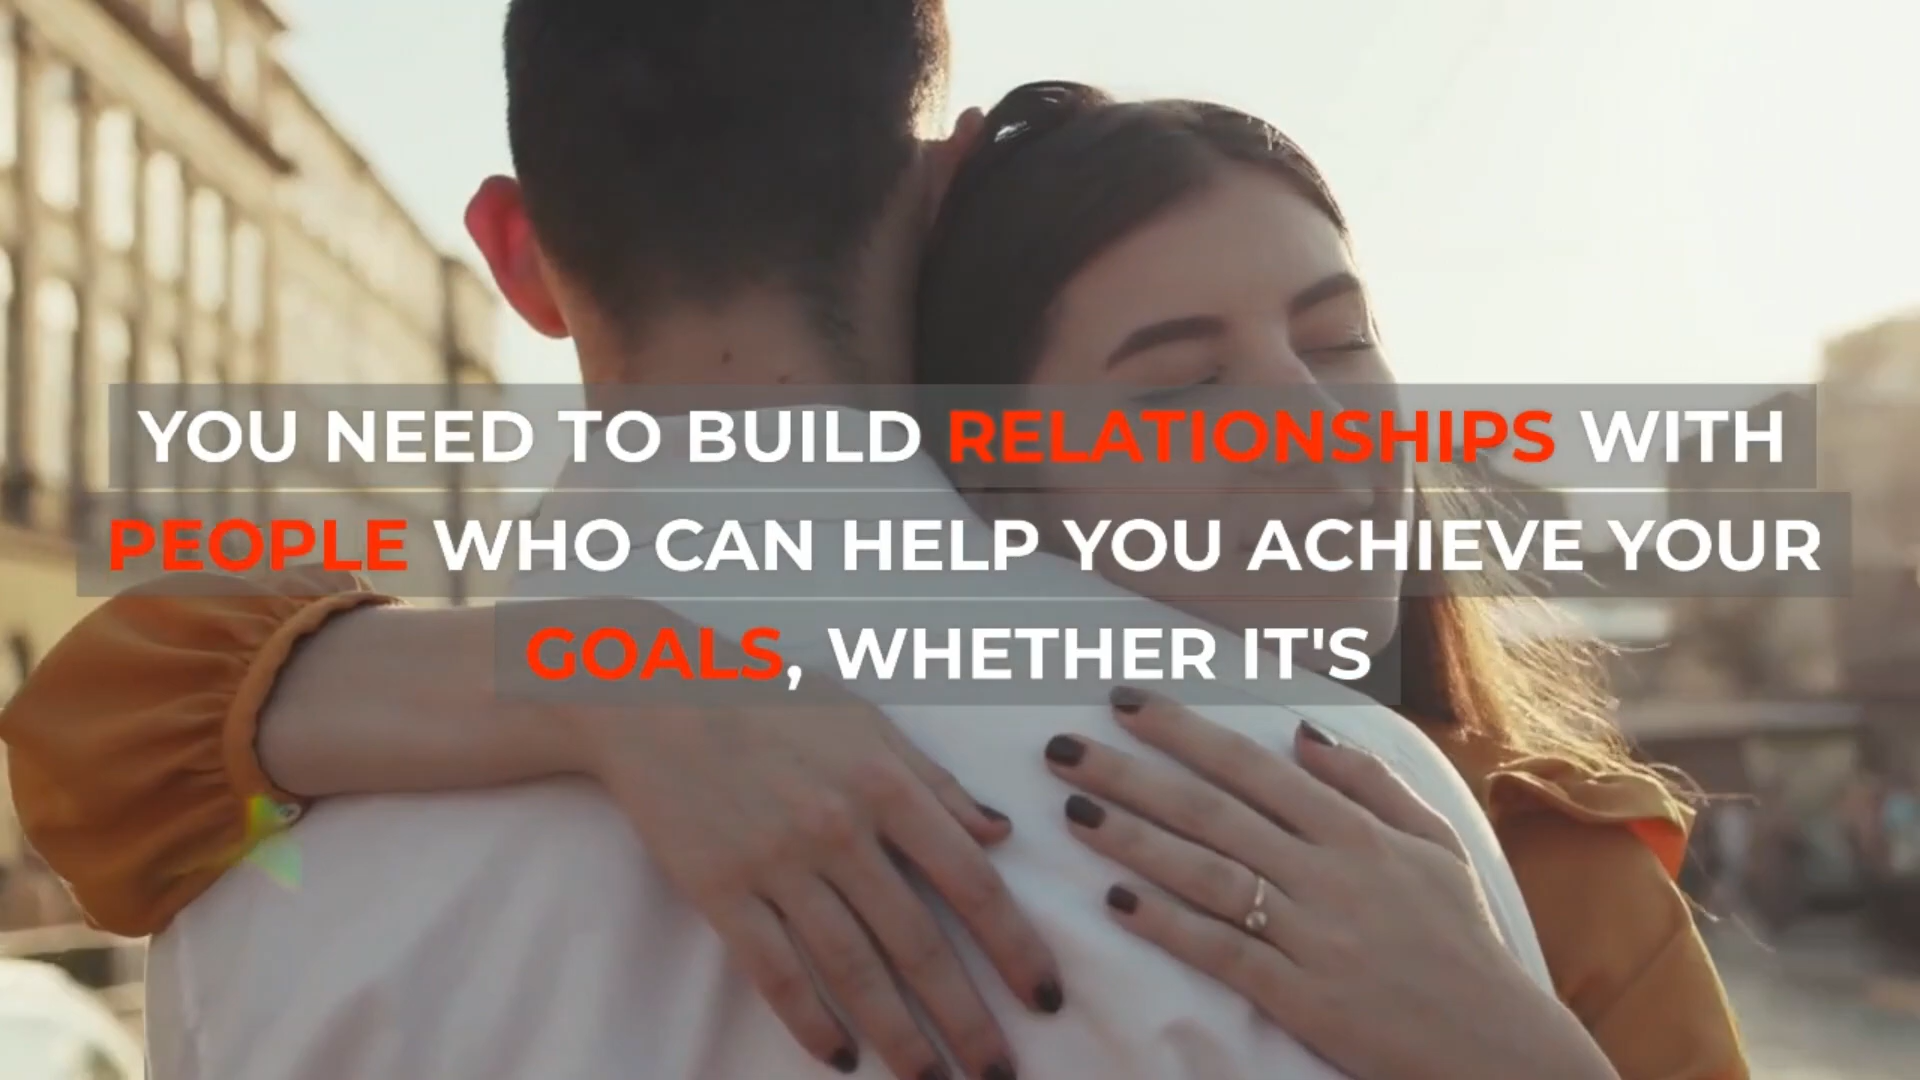 YOU NEED TO BUILD RELATIONSHIPS WITH
PEOPLE WHO CAN HELP YOU ACHIEVE YOUR
GOALS, WHETHER IT'S